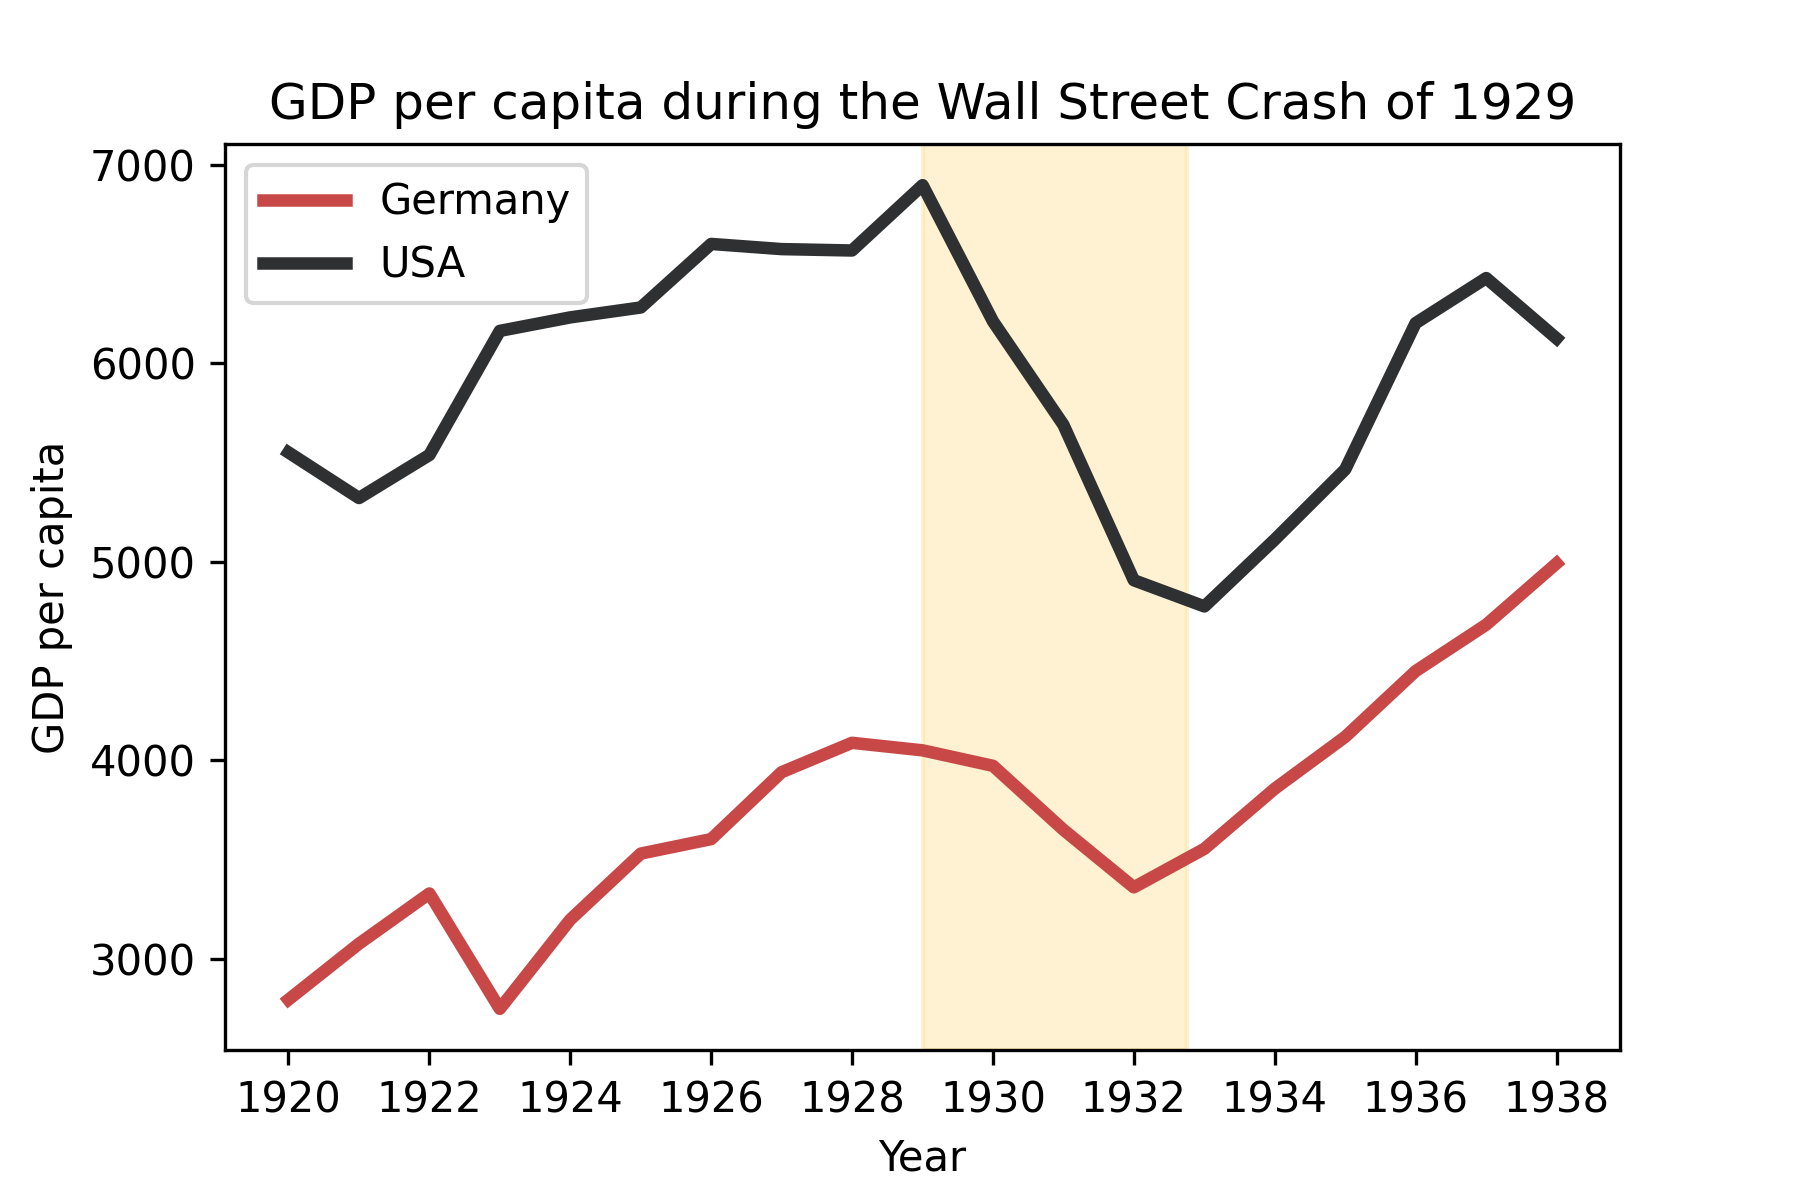 GDP per capita during the Wall Street Crash of 1929
Germany
USA
7000
6000
5000
4000
3000
GDP per capita
1920 1922 1924 1926 1928 1930 1932 1934 1936 1938
Year